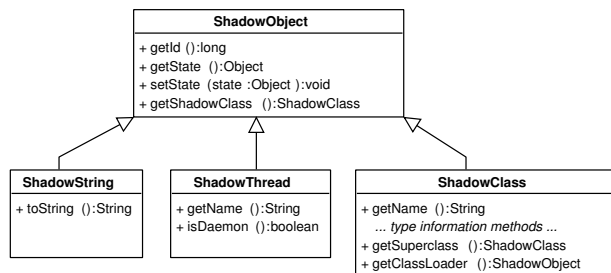 ShadowObject
+ getId ():long
+ getState ():Object
+ setState (state :Object ):void
+ getShadowClass ():ShadowClass
ShadowString
+ toString ():String
ShadowThread
+ getName ():String
+ isDaemon ():boolean
ShadowClass
+ getName ():String
... type information methods ...
+ getSuperclass ():ShadowClass
+ getClassLoader ():ShadowObject